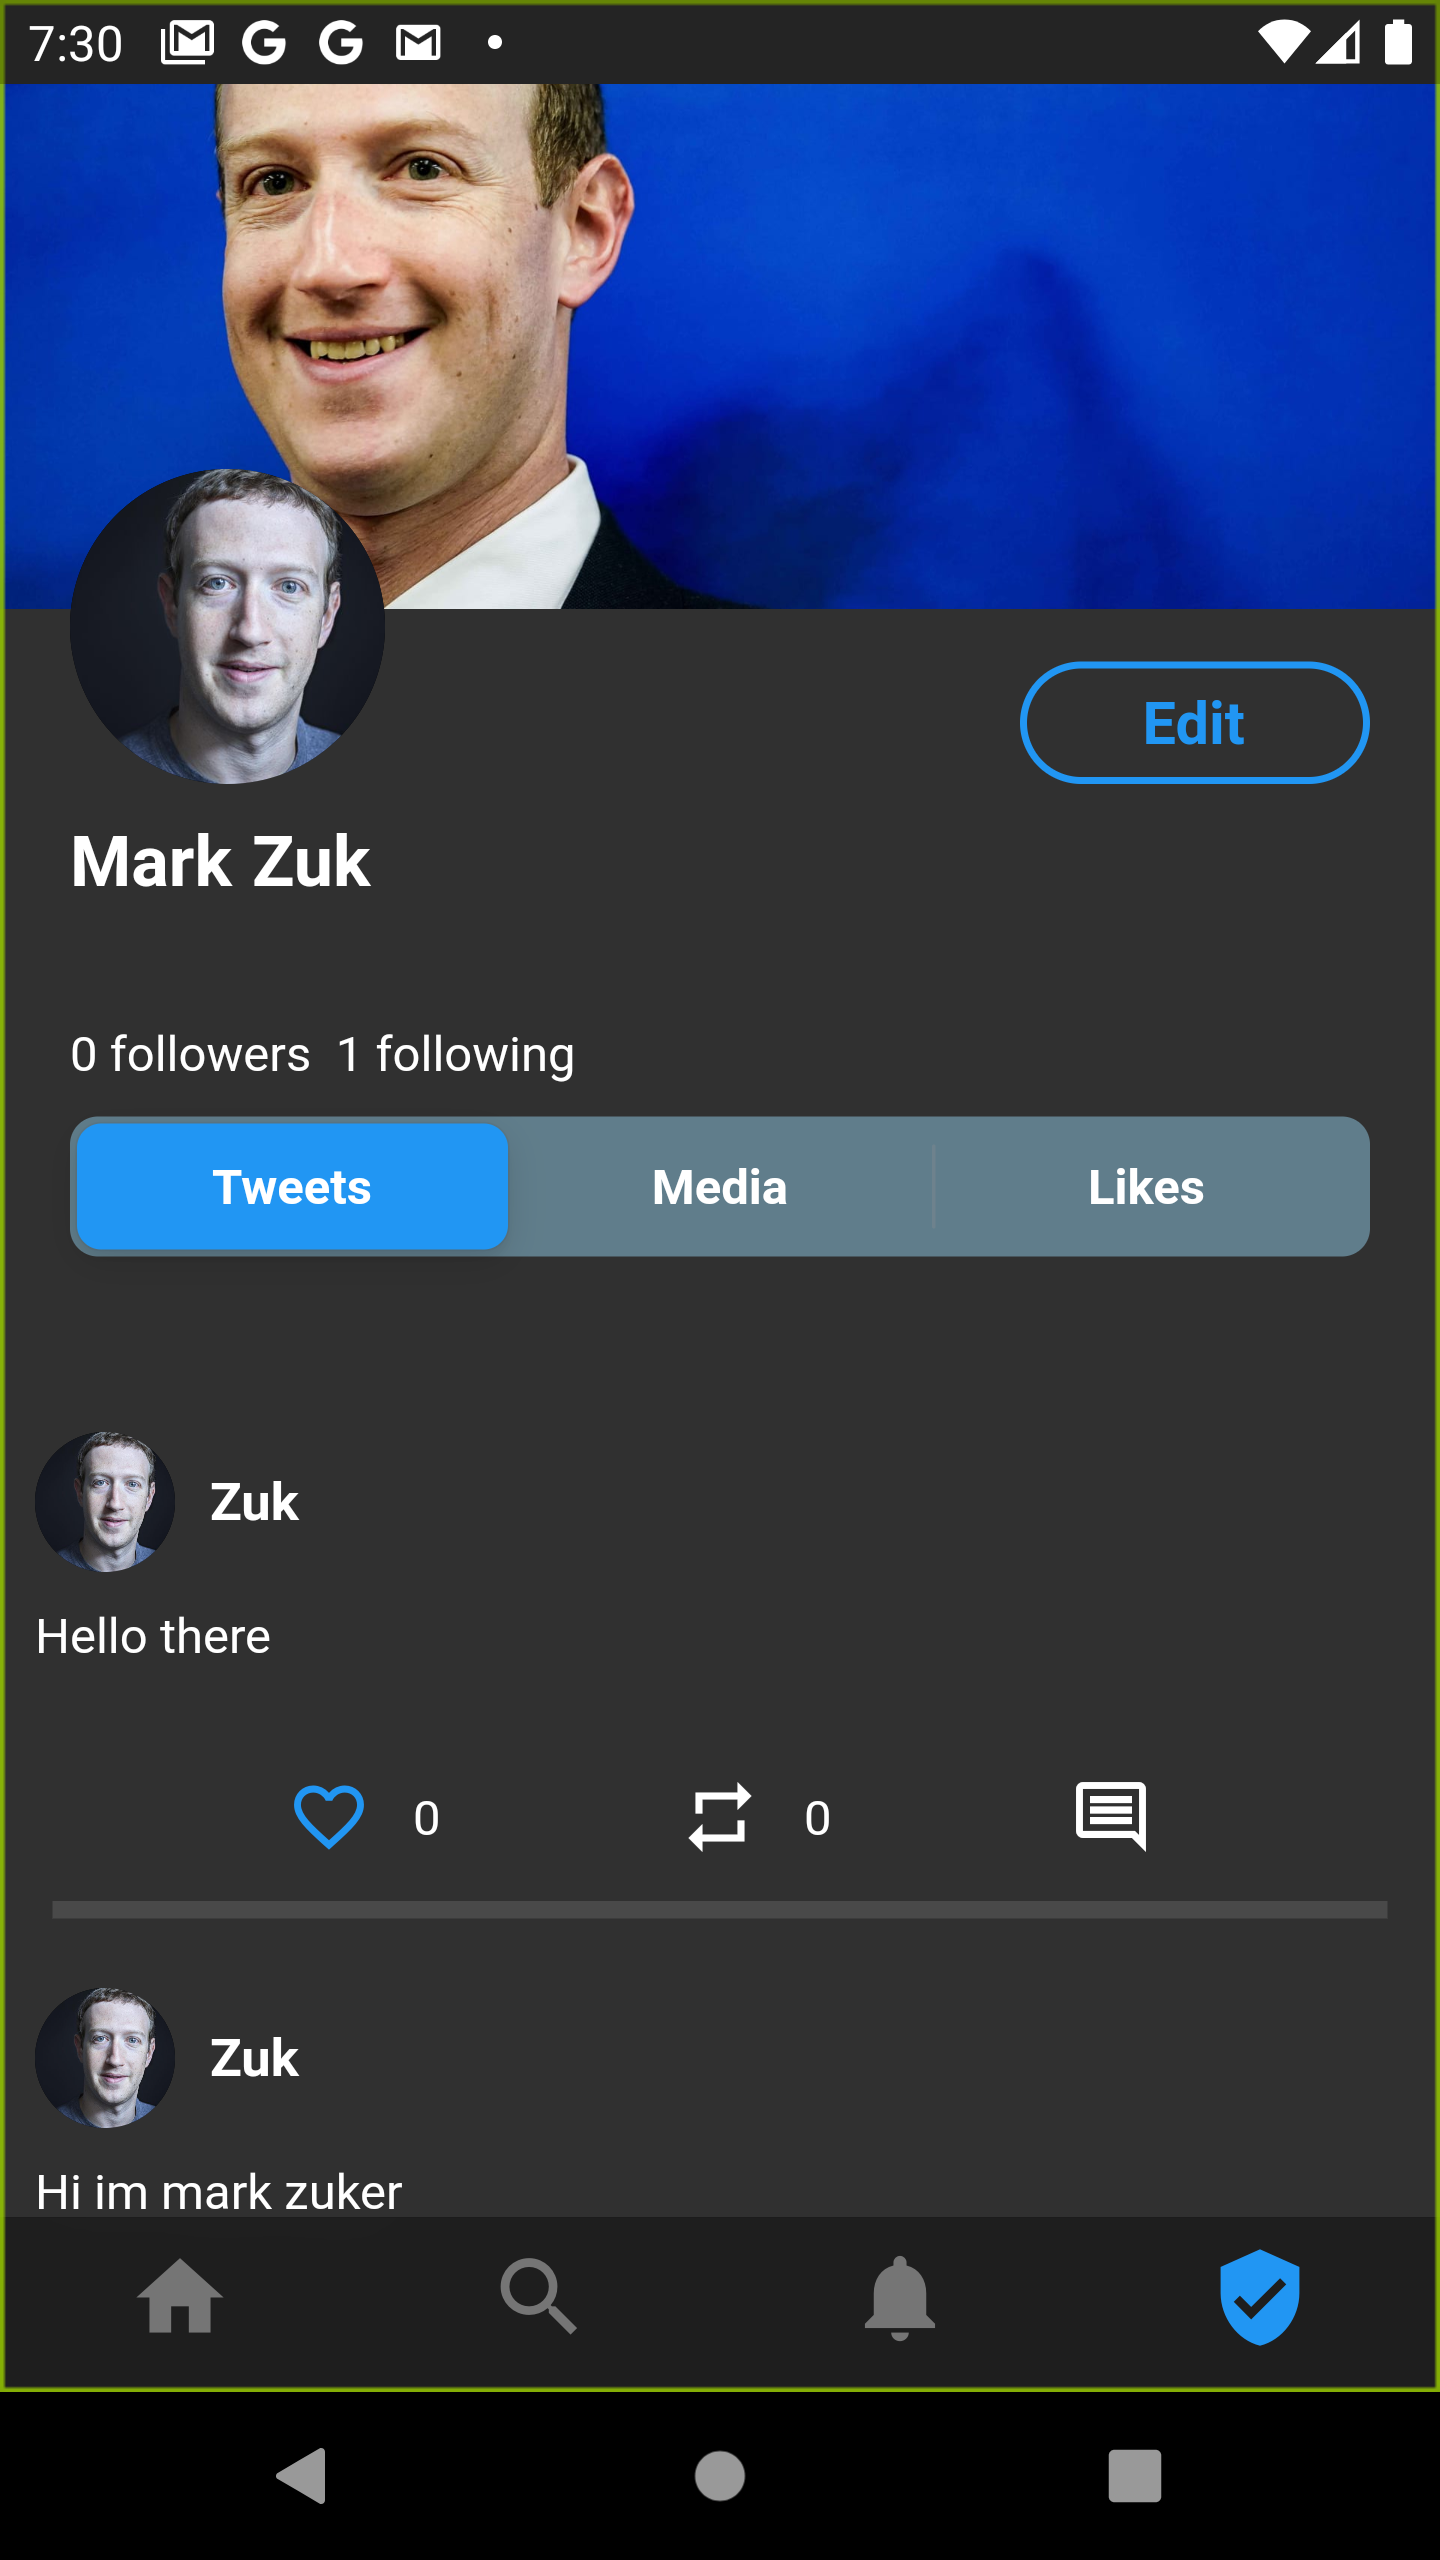 7:30
Edit
Mark Zuk
0 followers 1 following
Tweets Media Likes
Zuk
Hello there
0 0
Zuk
Hi im mark zuker